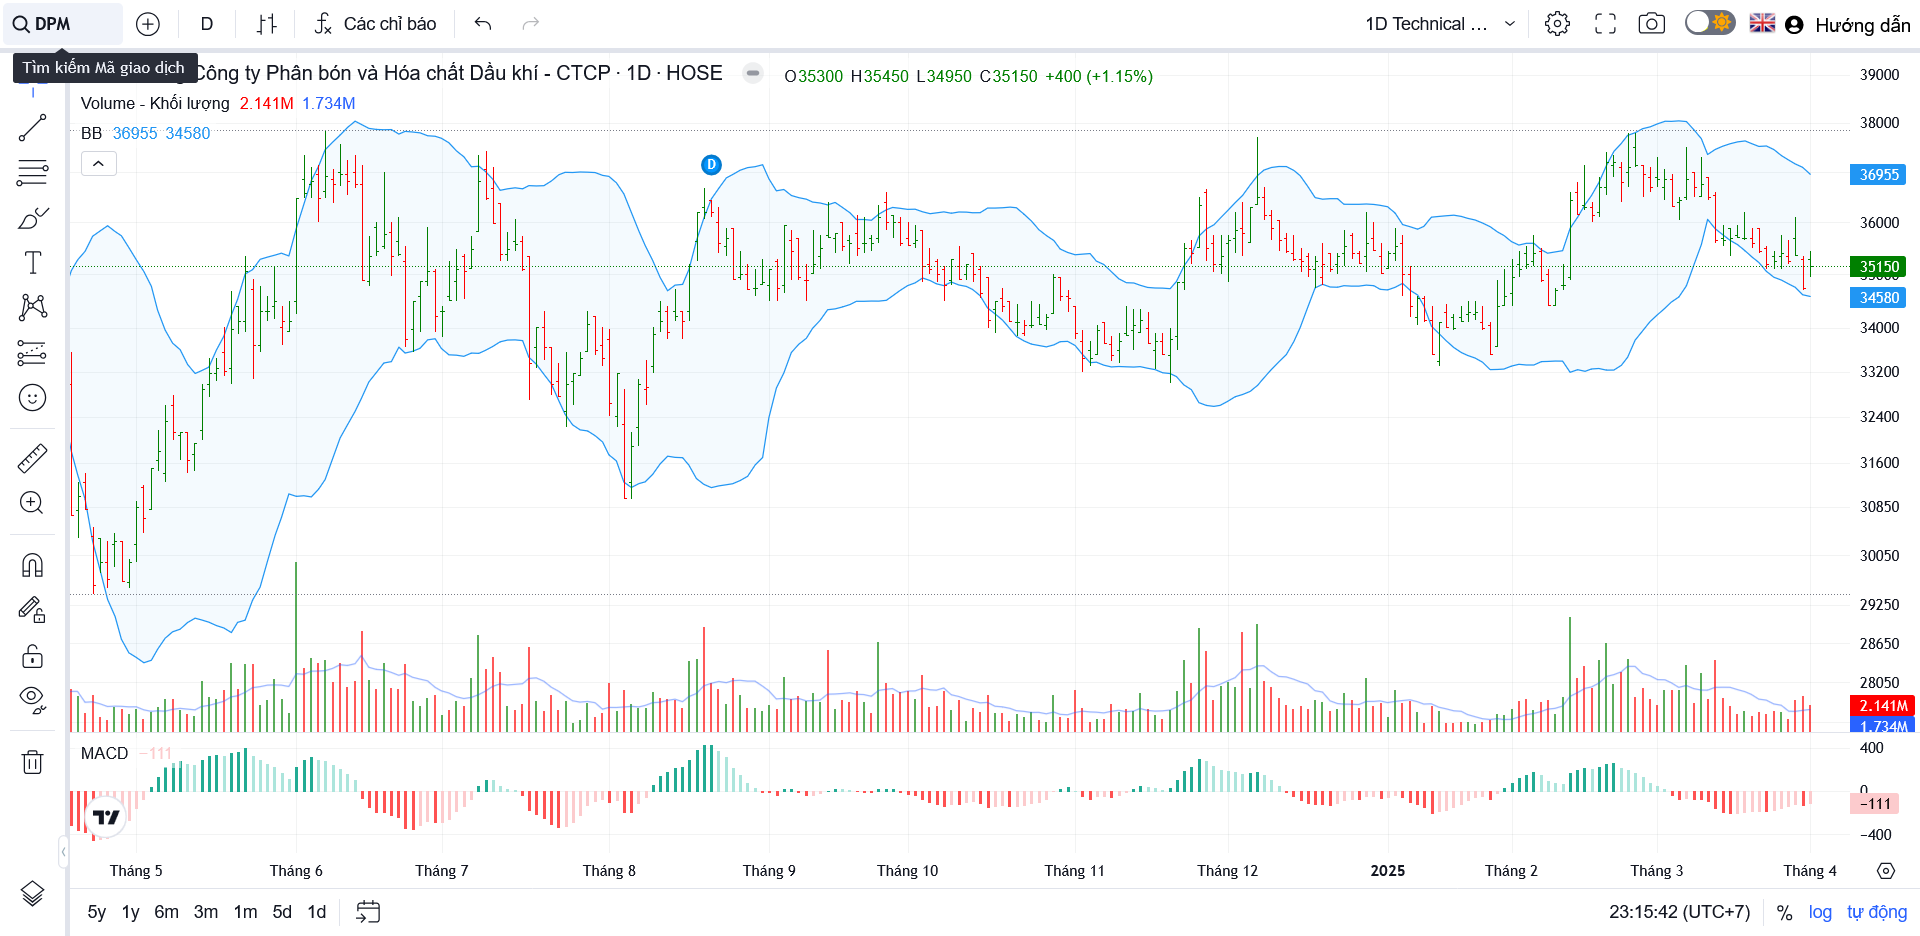 DPM
D
Các chỉ báo
1D Technical ...
Hướng dẫn
Tìm kiếm Mã giao dịch
Công ty Phân bón và Hóa chất Dầu khí - CTCP · 1D · HOSE
O35300 H35450 L34950 C35150 +400 (+1.15%)
Volume - Khối lượng 2.141M 1.734M
BB 36955 34580
D
39000
38000
36955
36000
35150
34580
34000
33200
32400
31600
30850
30050
29250
28650
28050
2.141M
1.734M
MACD −111
400
0
−111
−400
Tháng 5 Tháng 6 Tháng 7 Tháng 8 Tháng 9 Tháng 10 Tháng 11 Tháng 12 2025 Tháng 2 Tháng 3 Tháng 4
5y 1y 6m 3m 1m 5d 1d
23:15:42 (UTC+7) % log tự động